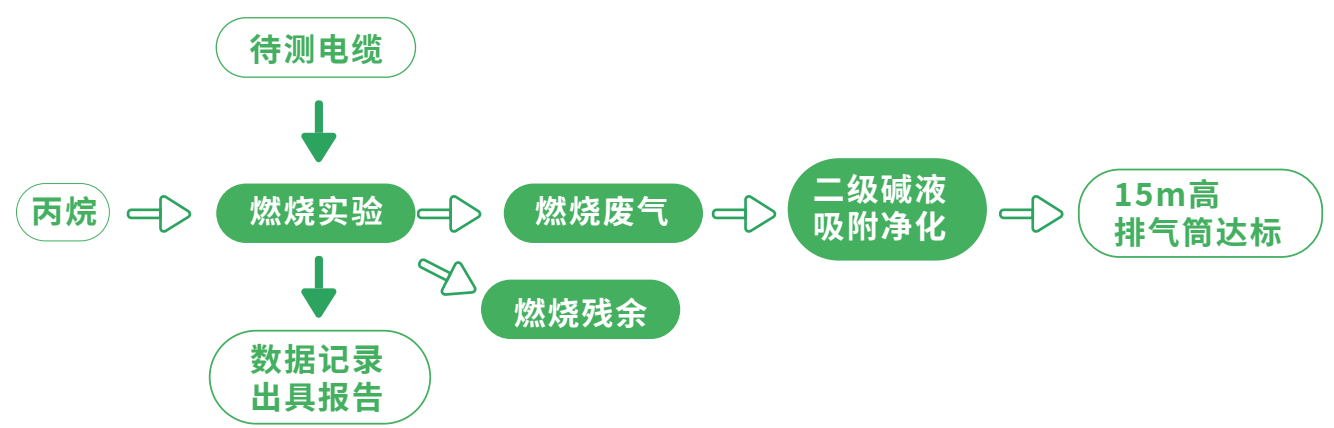 待测电缆
丙烷
燃烧实验
燃烧废气
二级碱液
吸附净化
15m高
排气筒达标
燃烧残余
数据记录
出具报告